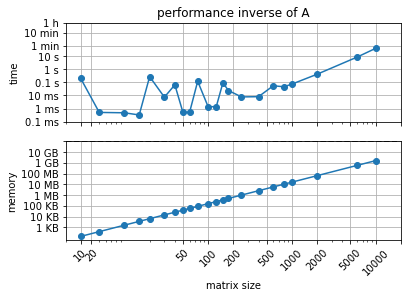 performance inverse of A
1 h
10 min
1 min
10 s
1 s
0.1 s
10 ms
1 ms
0.1 ms
time
10 GB
1 GB
100 MB
10 MB
1 MB
100 KB
10 KB
1 KB
memory
10 20 50 100 200 500 1000 2000 5000 10000
matrix size